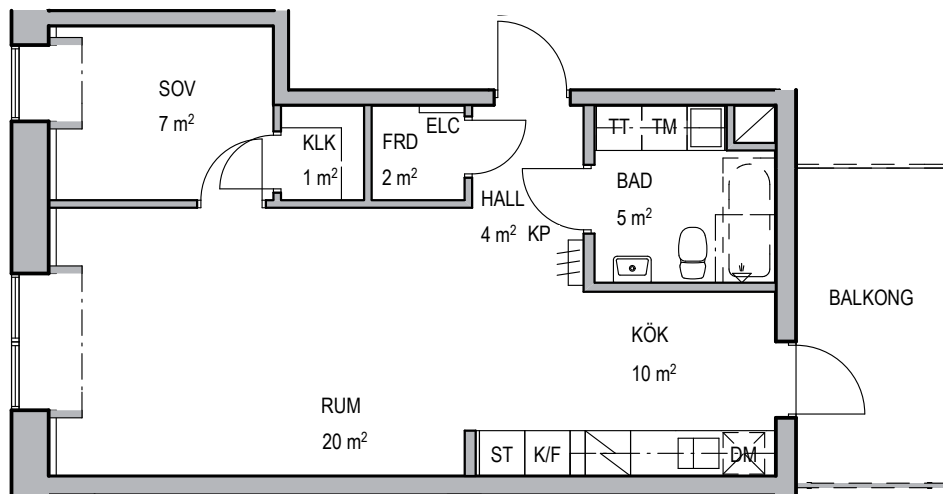 SOV
7 m²
KLK
1 m²
FRD
2 m²
ELC
HALL
4 m² KP
TT TM
BAD
5 m²
BALKONG
KÖK
10 m²
RUM
20 m²
ST K/F DM